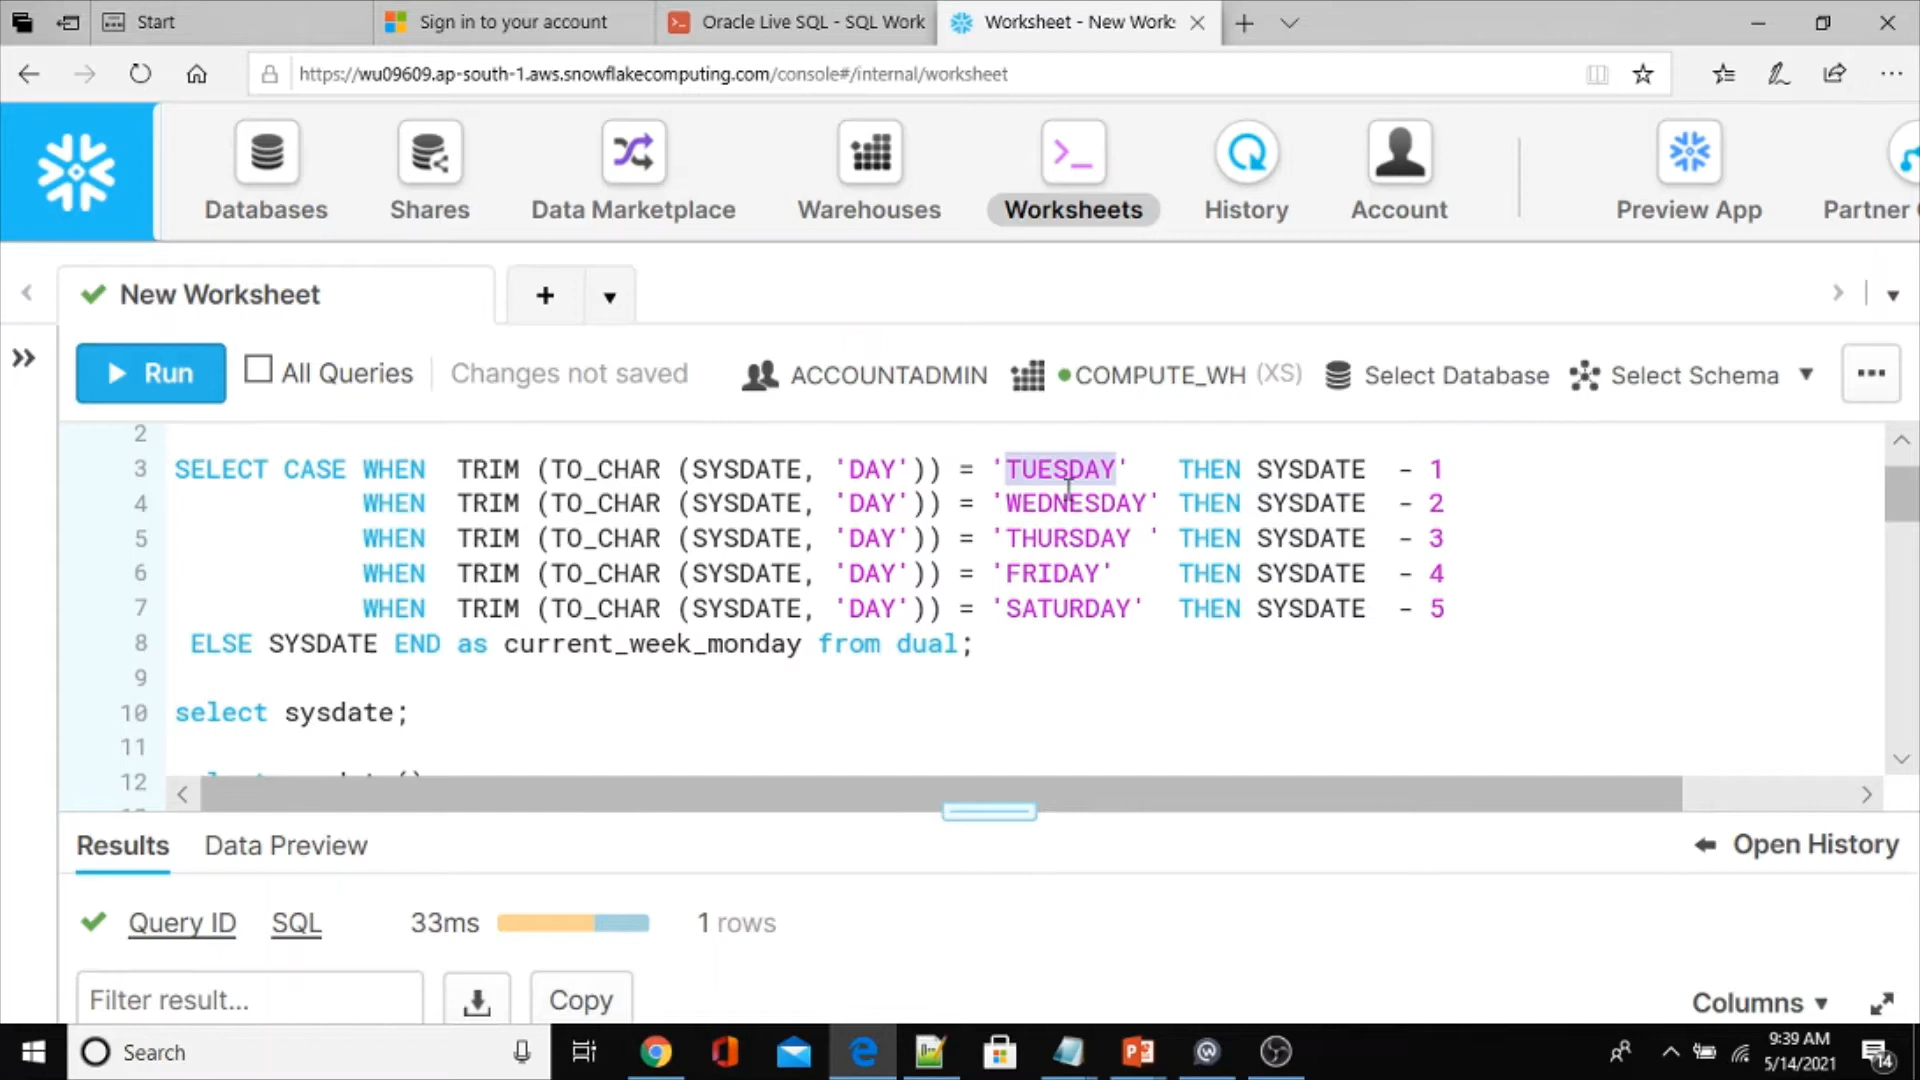 Start
Sign in to your account
Oracle Live SQL - SQL Work
Worksheet - New Work
https://wu09609.ap-south-1.aws.snowflakecomputing.com/console#/internal/worksheet
Databases
Shares
Data Marketplace
Warehouses
Worksheets
History
Account
Preview App
Partner
New Worksheet
Run
All Queries
Changes not saved
ACCOUNTADMIN
COMPUTE_WH (XS)
Select Database
Select Schema
2
3 SELECT CASE WHEN TRIM (TO_CHAR (SYSDATE, 'DAY')) = 'TUESDAY' THEN SYSDATE - 1
4 WHEN TRIM (TO_CHAR (SYSDATE, 'DAY')) = 'WEDNESDAY' THEN SYSDATE - 2
5 WHEN TRIM (TO_CHAR (SYSDATE, 'DAY')) = 'THURSDAY ' THEN SYSDATE - 3
6 WHEN TRIM (TO_CHAR (SYSDATE, 'DAY')) = 'FRIDAY' THEN SYSDATE - 4
7 WHEN TRIM (TO_CHAR (SYSDATE, 'DAY')) = 'SATURDAY' THEN SYSDATE - 5
8 ELSE SYSDATE END as current_week_monday from dual;
9
10 select sysdate;
11
12
Results
Data Preview
Open History
Query ID
SQL
33ms
1 rows
Filter result...
Copy
Columns
Search
9:39 AM
5/14/2021
14